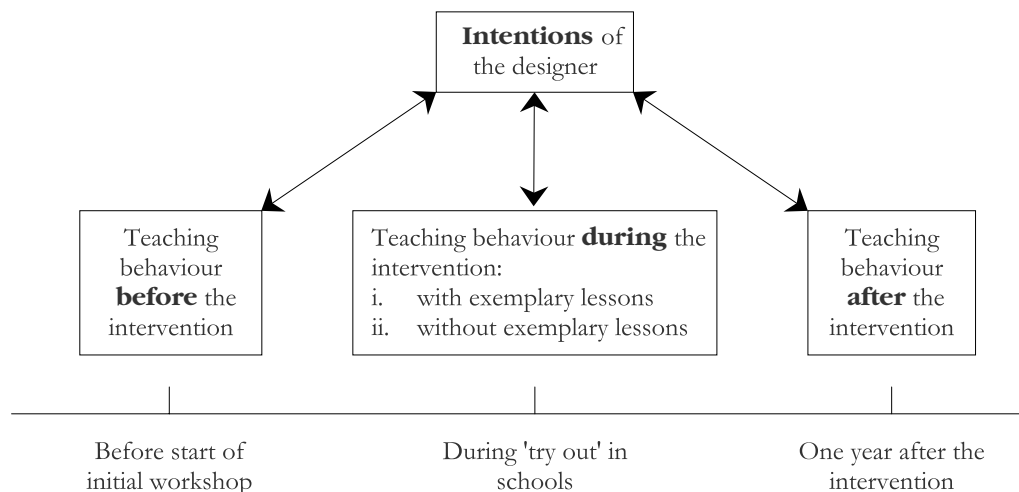 Intentions of
the designer
Teaching
behaviour
before the
intervention
Teaching behaviour during the
intervention:
i. with exemplary lessons
ii. without exemplary lessons
Teaching
behaviour
after the
intervention
Before start of
initial workshop
During 'try out' in
schools
One year after the
intervention